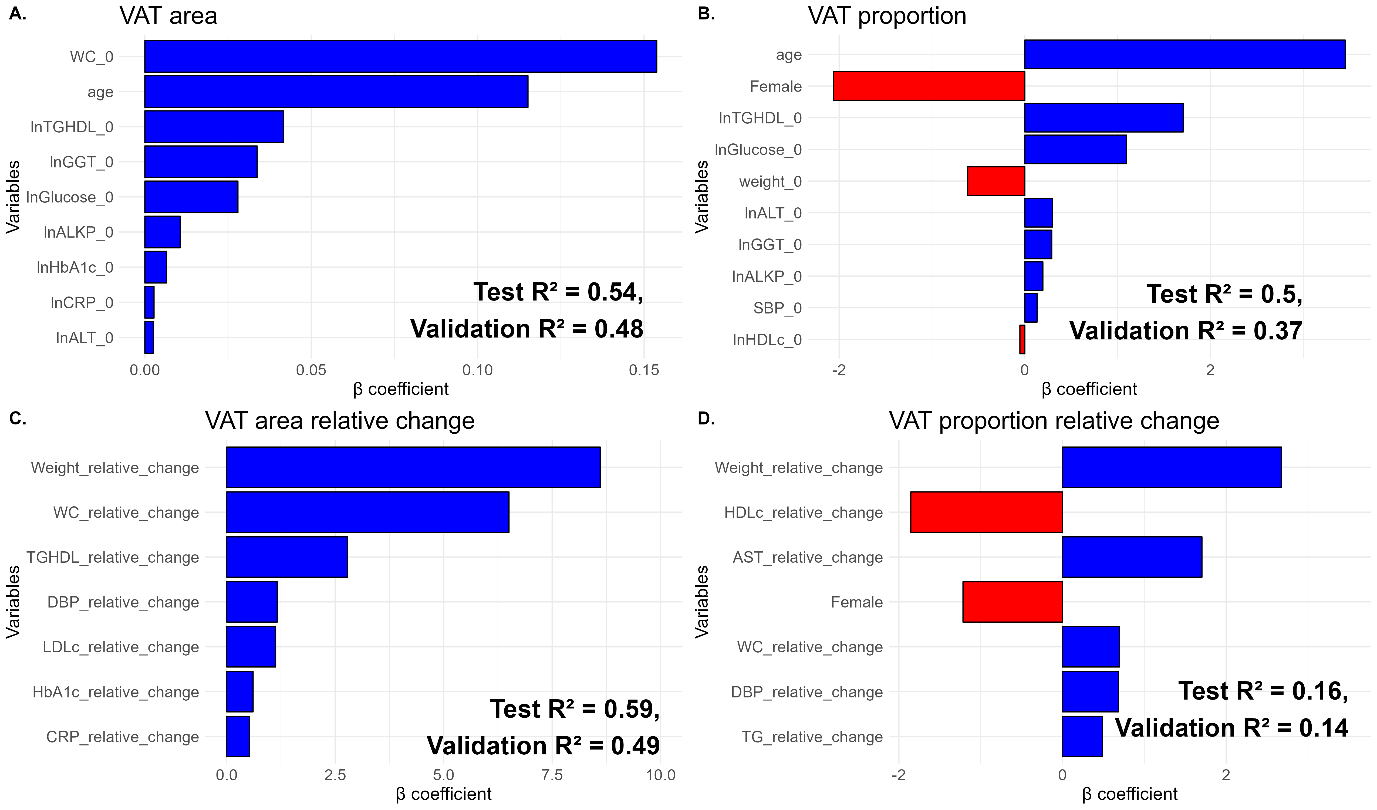 A.
VAT area
Variables
WC_0
age
lnTGHDL_0
lnGGT_0
lnGlucose_0
lnALKP_0
lnHbA1c_0
lnCRP_0
lnALT_0
Test R² = 0.54,
Validation R² = 0.48
0.00 0.05 0.10 0.15
β coefficient
B.
VAT proportion
Variables
age
Female
lnTGHDL_0
lnGlucose_0
weight_0
lnALT_0
lnGGT_0
lnALKP_0
SBP_0
lnHDLc_0
Test R² = 0.5,
Validation R² = 0.37
-2 0 2
β coefficient
C.
VAT area relative change
Variables
Weight_relative_change
WC_relative_change
TGHDL_relative_change
DBP_relative_change
LDLc_relative_change
HbA1c_relative_change
CRP_relative_change
Test R² = 0.59,
Validation R² = 0.49
0.0 2.5 5.0 7.5 10.0
β coefficient
D.
VAT proportion relative change
Variables
Weight_relative_change
HDLc_relative_change
AST_relative_change
Female
WC_relative_change
DBP_relative_change
TG_relative_change
Test R² = 0.16,
Validation R² = 0.14
-2 0 2
β coefficient